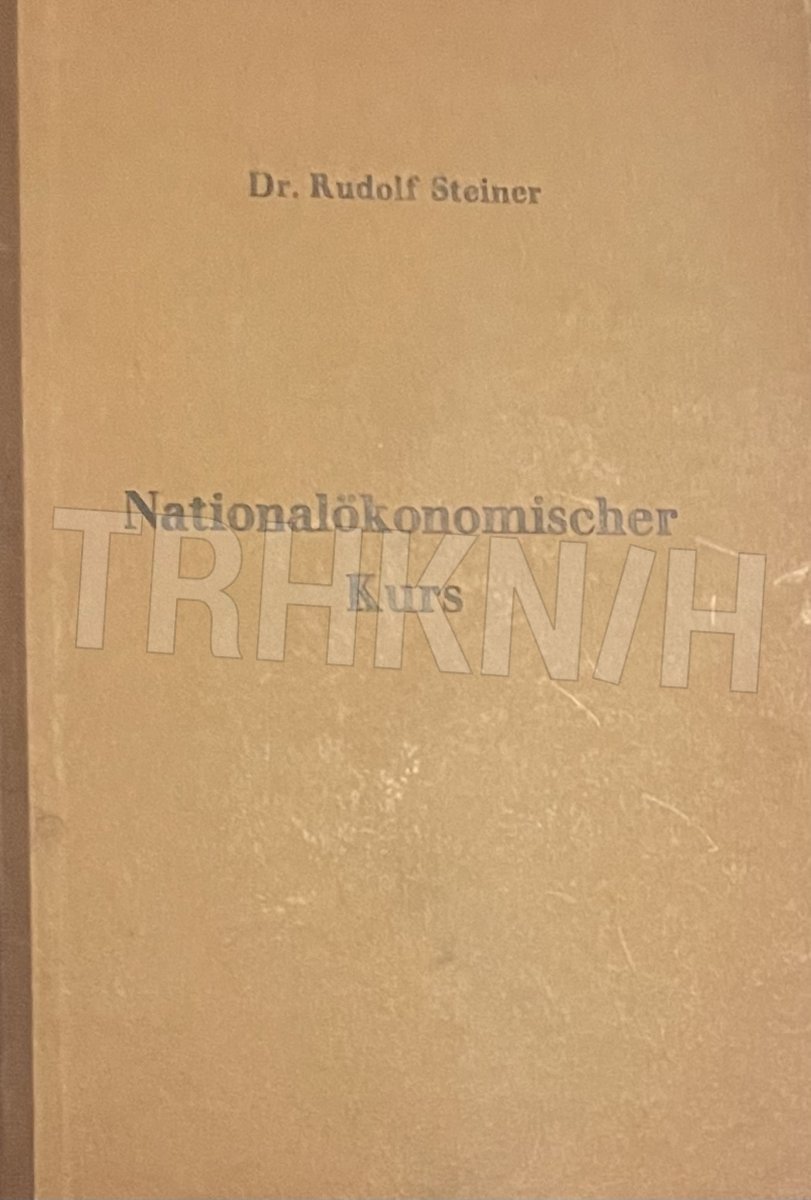 Dr. Rudolf Steiner
Nationalökonomischer
TRHKN/H
Kurs